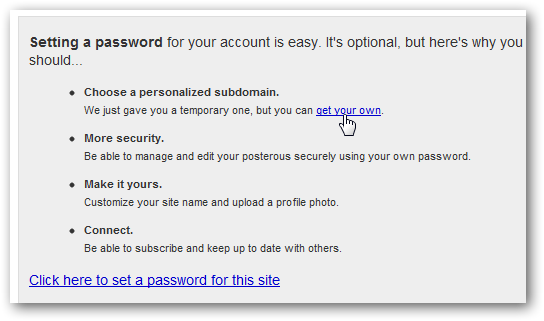 Setting a password for your account is easy. It's optional, but here's why you
should...
Choose a personalized subdomain.
We just gave you a temporary one, but you can get your own.
More security.
Be able to manage and edit your posterous securely using your own password.
Make it yours.
Customize your site name and upload a profile photo.
Connect.
Be able to subscribe and keep up to date with others.
Click here to set a password for this site